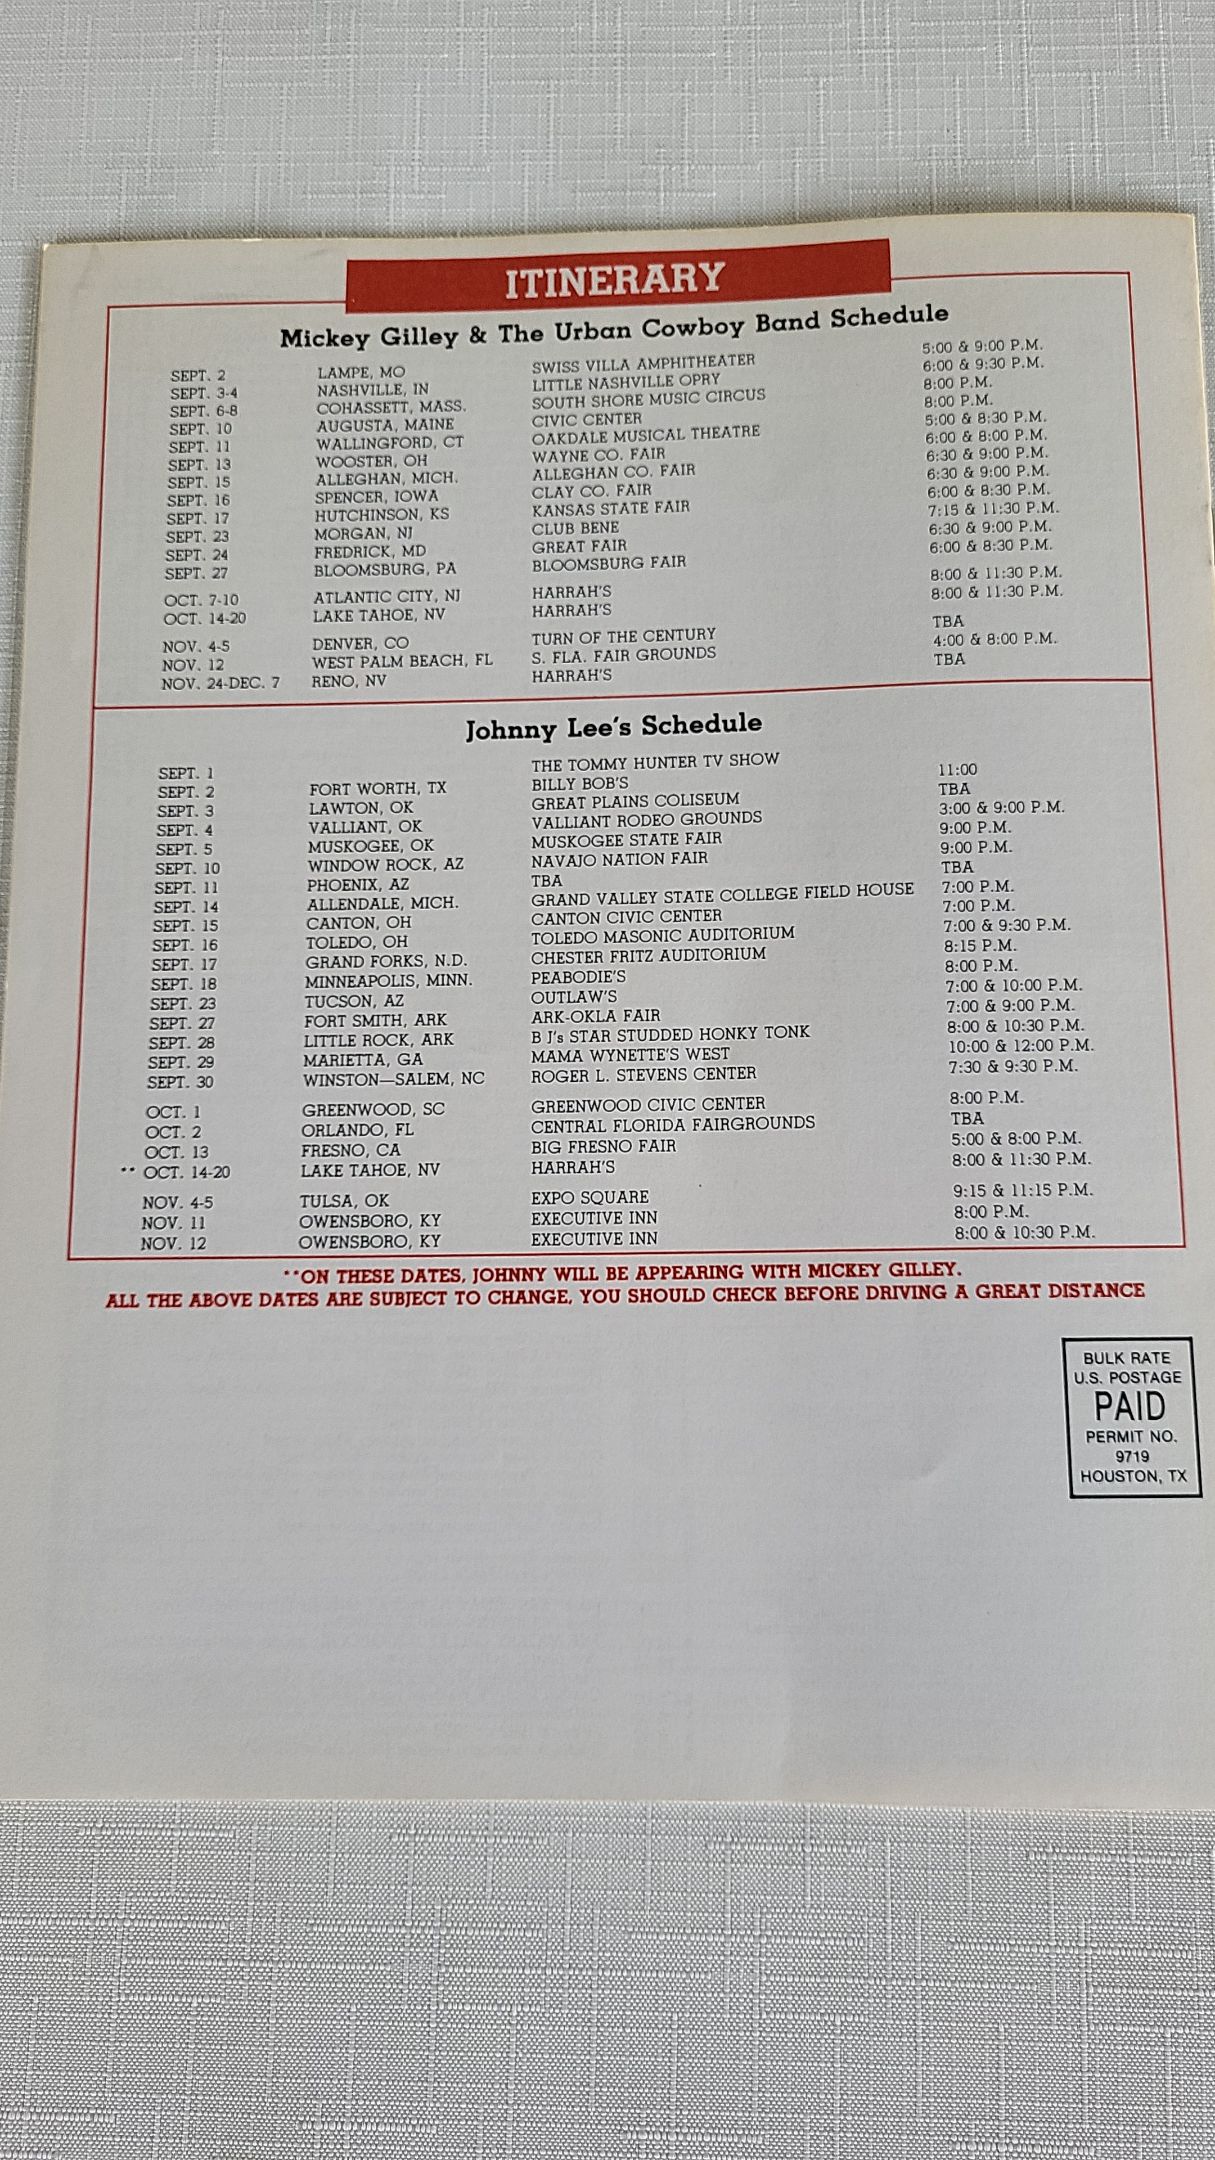 ITINERARY
Mickey Gilley & The Urban Cowboy Band Schedule
SEPT. 2 LAMPE, MO SWISS VILLA AMPHITHEATER 5:00 & 9:00 P.M.
SEPT. 3-4 NASHVILLE, IN LITTLE NASHVILLE OPRY 6:00 & 9:30 P.M.
SEPT. 6-8 COHASSETT, MASS. SOUTH SHORE MUSIC CIRCUS 8:00 P.M.
SEPT. 10 AUGUSTA, MAINE CIVIC CENTER 8:00 P.M.
SEPT. 11 WALLINGFORD, CT OAKDALE MUSICAL THEATRE 5:00 & 8:30 P.M.
SEPT. 13 WOOSTER, OH WAYNE CO. FAIR 6:00 & 8:00 P.M.
SEPT. 15 ALLEGHAN, MICH. ALLEGHAN CO. FAIR 6:30 & 9:00 P.M.
SEPT. 16 SPENCER, IOWA CLAY CO. FAIR 6:30 & 9:00 P.M.
SEPT. 17 HUTCHINSON, KS KANSAS STATE FAIR 6:00 & 8:30 P.M.
SEPT. 23 MORGAN, NJ CLUB BENE 7:15 & 11:30 P.M.
SEPT. 24 FREDRICK, MD GREAT FAIR 6:30 & 9:00 P.M.
SEPT. 27 BLOOMSBURG, PA BLOOMSBURG FAIR 6:00 & 8:30 P.M.
OCT. 7-10 ATLANTIC CITY, NJ HARRAH'S 8:00 & 11:30 P.M.
OCT. 14-20 LAKE TAHOE, NV HARRAH'S 8:00 & 11:30 P.M.
NOV. 4-5 DENVER, CO TURN OF THE CENTURY TBA
NOV. 12 WEST PALM BEACH, FL S. FLA. FAIR GROUNDS 4:00 & 8:00 P.M.
NOV. 24-DEC. 7 RENO, NV HARRAH'S TBA
Johnny Lee's Schedule
SEPT. 1 THE TOMMY HUNTER TV SHOW
SEPT. 2 FORT WORTH, TX BILLY BOB'S 11:00
SEPT. 3 LAWTON, OK GREAT PLAINS COLISEUM TBA
SEPT. 4 VALLIANT, OK VALLIANT RODEO GROUNDS 3:00 & 9:00 P.M.
SEPT. 5 MUSKOGEE, OK MUSKOGEE STATE FAIR 9:00 P.M.
SEPT. 10 WINDOW ROCK, AZ NAVAJO NATION FAIR 9:00 P.M.
SEPT. 11 PHOENIX, AZ TBA TBA
SEPT. 14 ALLENDALE, MICH. GRAND VALLEY STATE COLLEGE FIELD HOUSE 7:00 P.M.
SEPT. 15 CANTON, OH CANTON CIVIC CENTER 7:00 P.M.
SEPT. 16 TOLEDO, OH TOLEDO MASONIC AUDITORIUM 7:00 & 9:30 P.M.
SEPT. 17 GRAND FORKS, N.D. CHESTER FRITZ AUDITORIUM 8:15 P.M.
SEPT. 18 MINNEAPOLIS, MINN. PEABODIE'S 8:00 P.M.
SEPT. 23 TUCSON, AZ OUTLAW'S 7:00 & 10:00 P.M.
SEPT. 27 FORT SMITH, ARK ARK-OKLA FAIR 7:00 & 9:00 P.M.
SEPT. 28 LITTLE ROCK, ARK B J's STAR STUDDED HONKY TONK 8:00 & 10:30 P.M.
SEPT. 29 MARIETTA, GA MAMA WYNETTE'S WEST 10:00 & 12:00 P.M.
SEPT. 30 WINSTON—SALEM, NC ROGER L. STEVENS CENTER 7:30 & 9:30 P.M.
OCT. 1 GREENWOOD, SC GREENWOOD CIVIC CENTER 8:00 P.M.
OCT. 2 ORLANDO, FL CENTRAL FLORIDA FAIRGROUNDS TBA
OCT. 13 FRESNO, CA BIG FRESNO FAIR 5:00 & 8:00 P.M.
** OCT. 14-20 LAKE TAHOE, NV HARRAH'S 8:00 & 11:30 P.M.
NOV. 4-5 TULSA, OK EXPO SQUARE 9:15 & 11:15 P.M.
NOV. 11 OWENSBORO, KY EXECUTIVE INN 8:00 P.M.
NOV. 12 OWENSBORO, KY EXECUTIVE INN 8:00 & 10:30 P.M.
**ON THESE DATES, JOHNNY WILL BE APPEARING WITH MICKEY GILLEY.
ALL THE ABOVE DATES ARE SUBJECT TO CHANGE, YOU SHOULD CHECK BEFORE DRIVING A GREAT DISTANCE
BULK RATE
U.S. POSTAGE
PAID
PERMIT NO.
9719
HOUSTON, TX